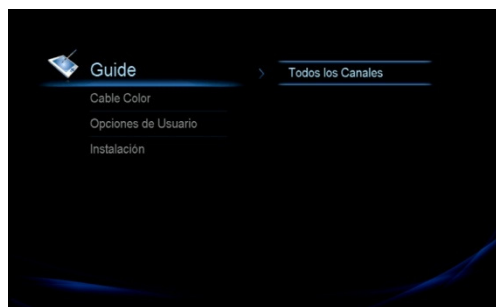 Guide
Todos los Canales
Cable Color
Opciones de Usuario
Instalación